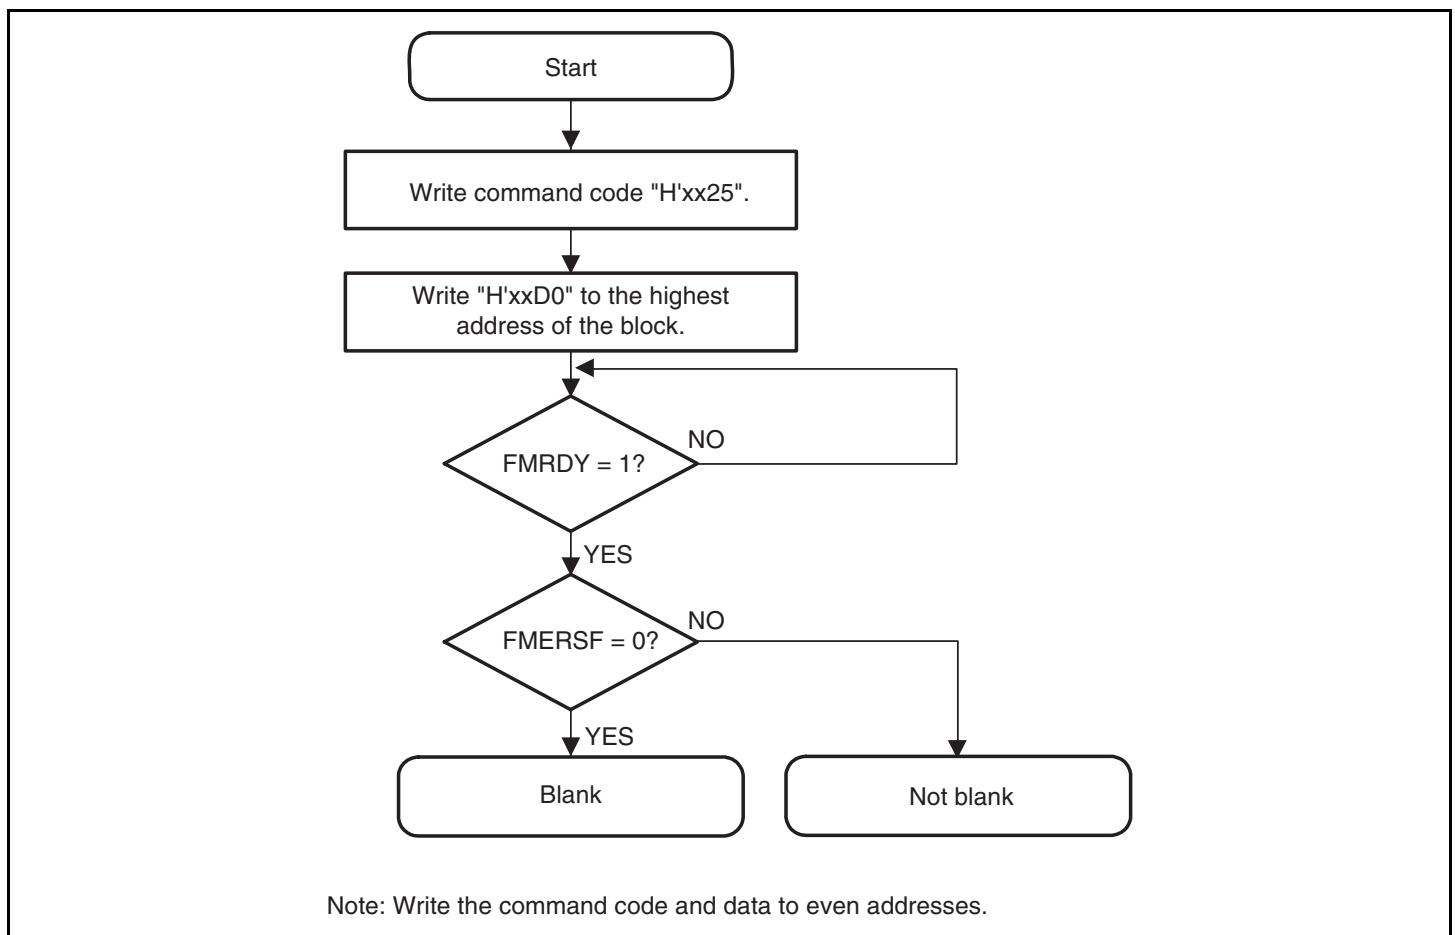 Start
Write command code "H'xx25".
Write "H'xxD0" to the highest
address of the block.
NO
FMRDY = 1?
YES
NO
FMERSF = 0?
YES
Blank
Not blank
Note: Write the command code and data to even addresses.